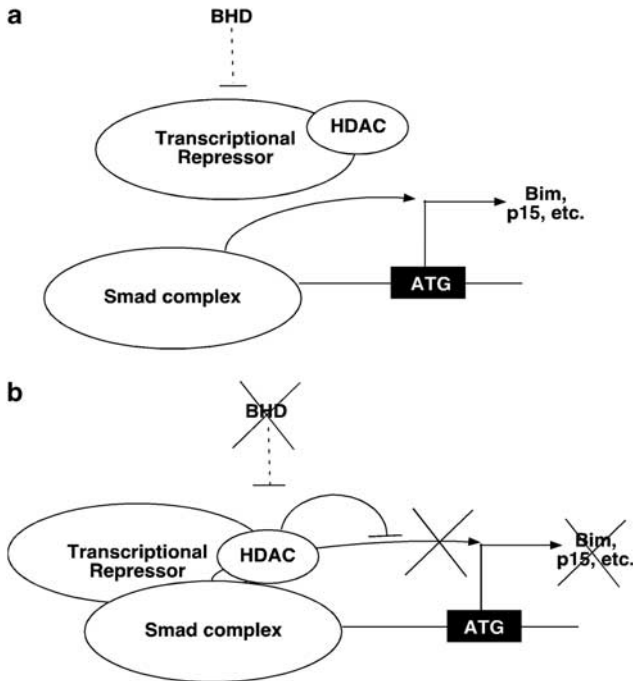 a
BHD
HDAC
Transcriptional
Repressor
Bim,
p15, etc.
Smad complex
ATG
b
BHD
Transcriptional
Repressor
HDAC
Bim,
p15, etc.
Smad complex
ATG